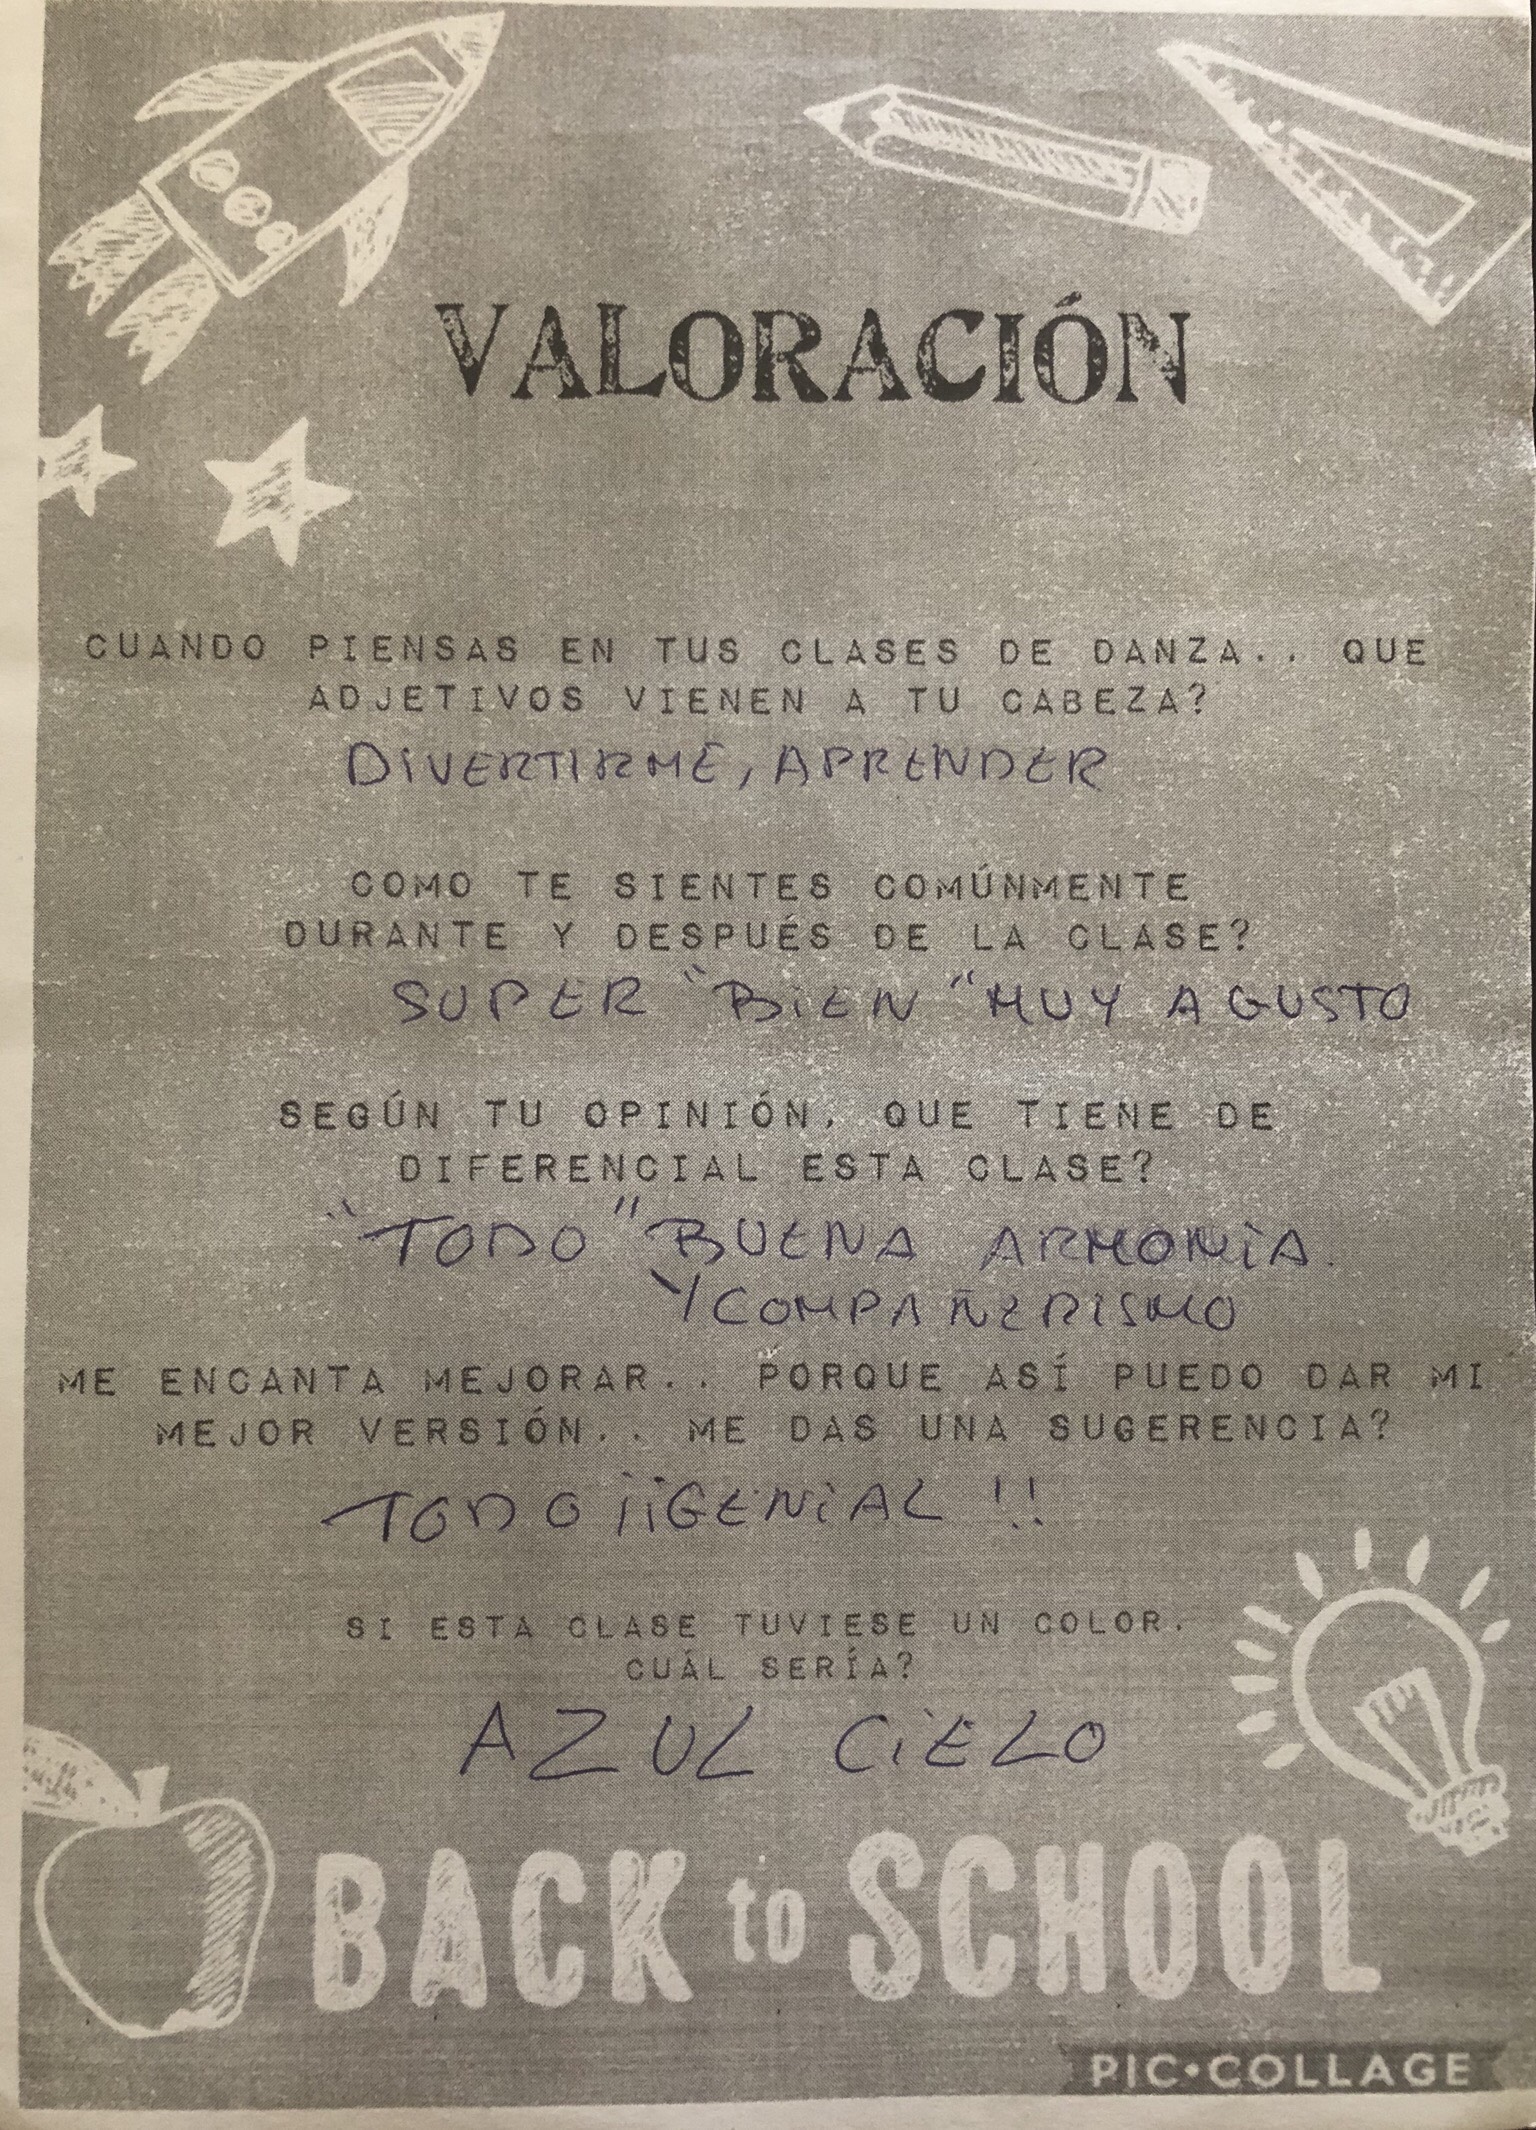 VALORACIÓN
CUANDO PIENSAS EN TUS CLASES DE DANZA.. QUE
ADJETIVOS VIENEN A TU CABEZA?
DIVERTIRME, APRENDER
COMO TE SIENTES COMÚNMENTE
DURANTE Y DESPUÉS DE LA CLASE?
SUPER "BIEN" MUY A GUSTO
SEGÚN TU OPINIÓN, QUE TIENE DE
DIFERENCIAL ESTA CLASE?
"TODO" BUENA ARMONIA.
Y COMPAÑERISMO
ME ENCANTA MEJORAR.. PORQUE ASÍ PUEDO DAR MI
MEJOR VERSIÓN.. ME DAS UNA SUGERENCIA?
TODO ¡¡GENIAL!!
SI ESTA CLASE TUVIESE UN COLOR,
CUÁL SERÍA?
AZUL CIELO
BACK to SCHOOL
PIC•COLLAGE